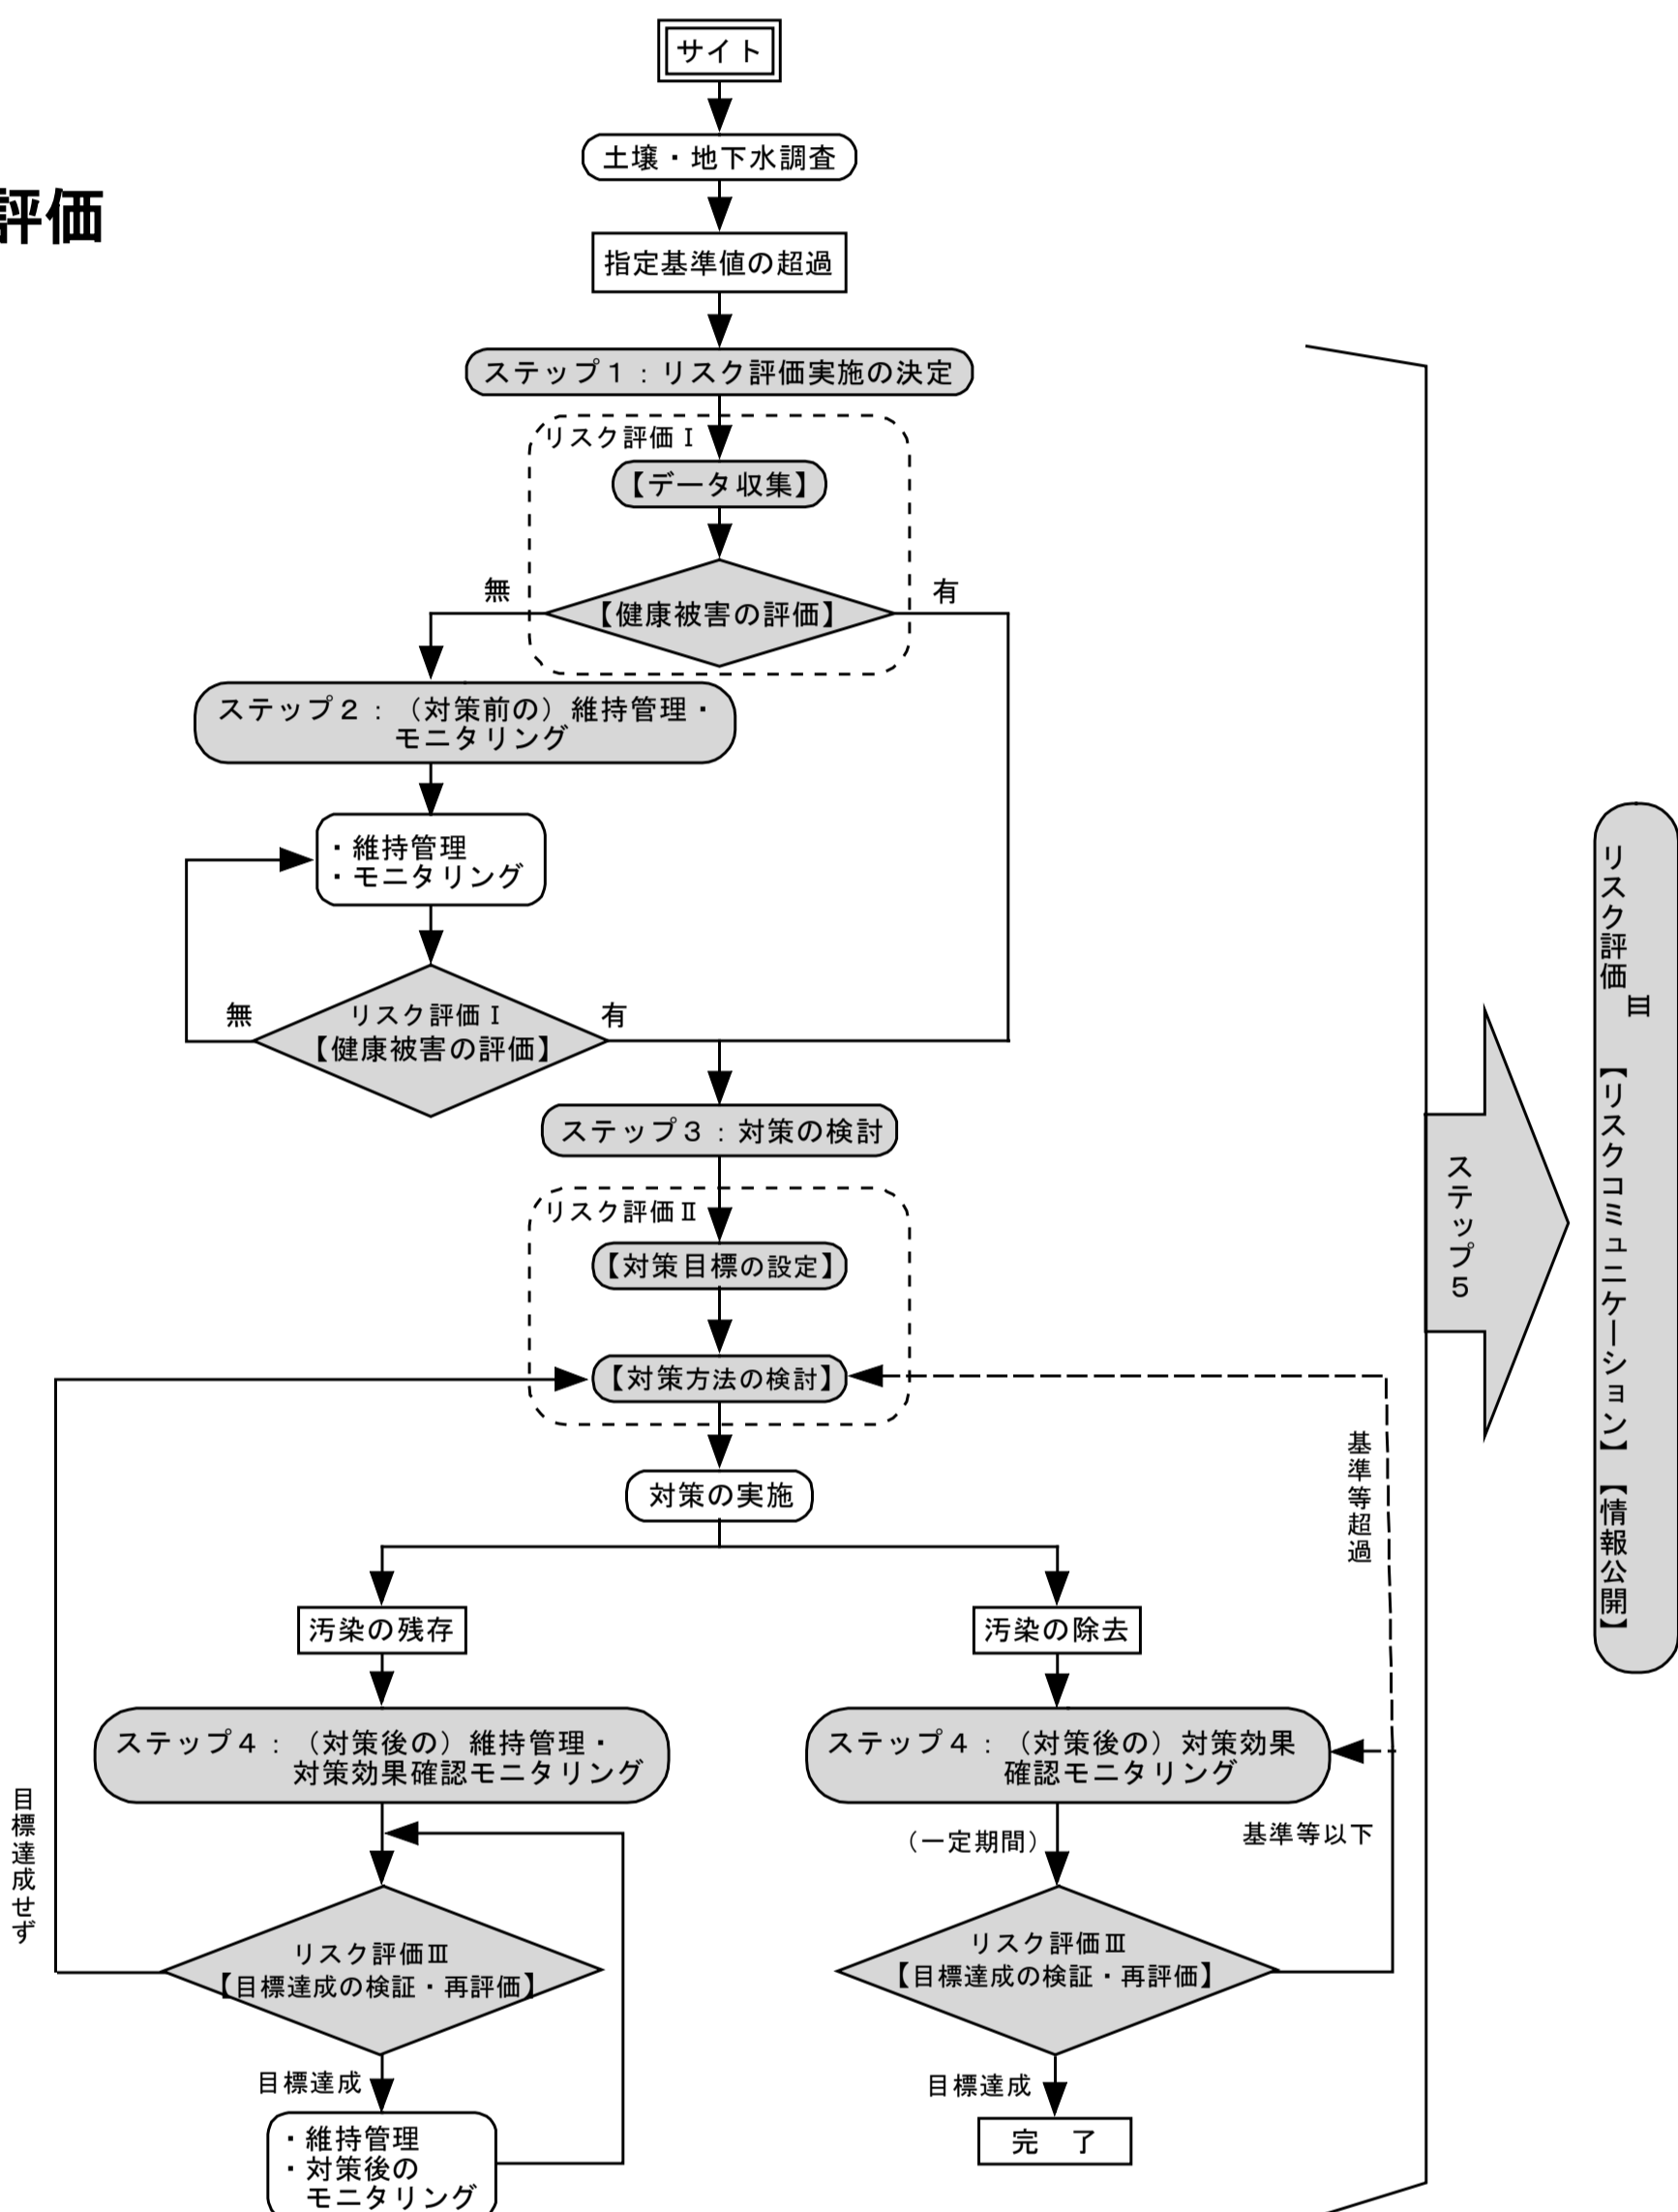 サイト
土壌・地下水調査
評価
指定基準値の超過
ステップ1:リスク評価実施の決定
リスク評価Ⅰ
【データ収集】
無
有
【健康被害の評価】
ステップ2:(対策前の)維持管理・
モニタリング
・維持管理
・モニタリング
無
有
リスク評価Ⅰ
【健康被害の評価】
ステップ3:対策の検討
リスク評価Ⅱ
【対策目標の設定】
【対策方法の検討】
対策の実施
基準等超過
汚染の残存
汚染の除去
ステップ4:(対策後の)維持管理・
対策効果確認モニタリング
ステップ4:(対策後の)対策効果
確認モニタリング
目標達成せず
(一定期間)
基準等以下
リスク評価Ⅲ
【目標達成の検証・再評価】
リスク評価Ⅲ
【目標達成の検証・再評価】
目標達成
目標達成
・維持管理
・対策後の
モニタリング
完 了
ステップ5
リスク評価Ⅲ 【リスクコミュニケーション】【情報公開】